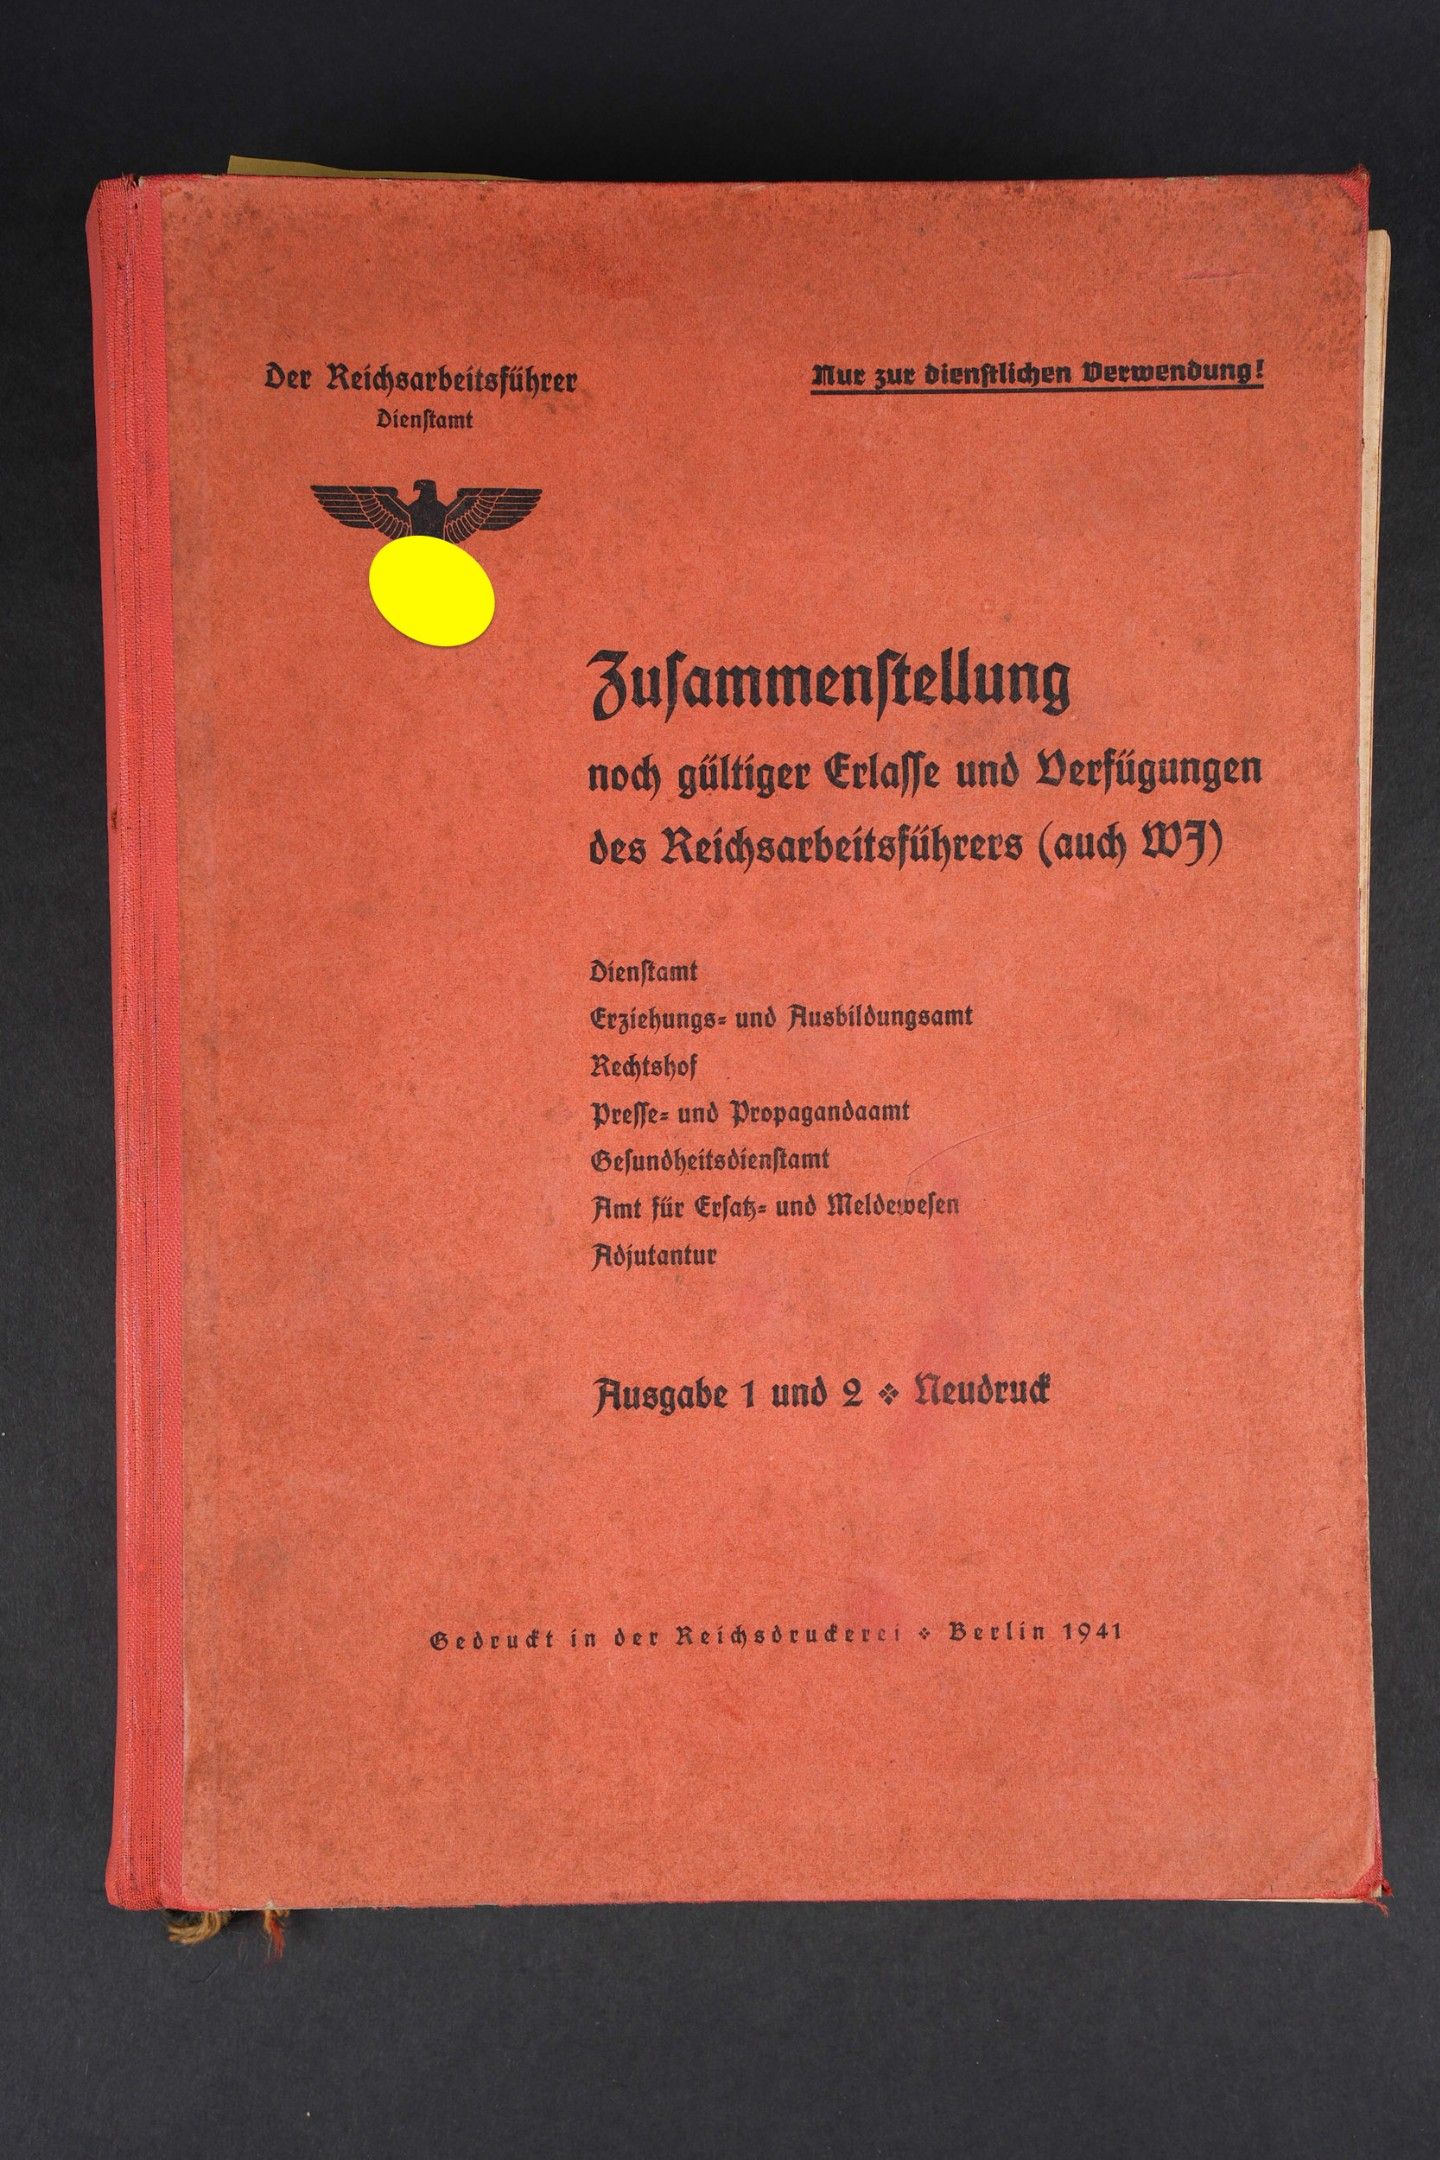 Der Reichsarbeitsführer
Dienstamt
Nur zur dienstlichen Verwendung!
Zusammenstellung
noch gültiger Erlasse und Verfügungen
des Reichsarbeitsführers (auch WJ)
Dienstamt
Erziehungs- und Ausbildungsamt
Rechtshof
Presse- und Propagandaamt
Gesundheitsdienstamt
Amt für Ersatz- und Meldewesen
Adjutantur
Ausgabe 1 und 2 ❖ Neudruck
Gedruckt in der Reichsdruckerei ❖ Berlin 1941